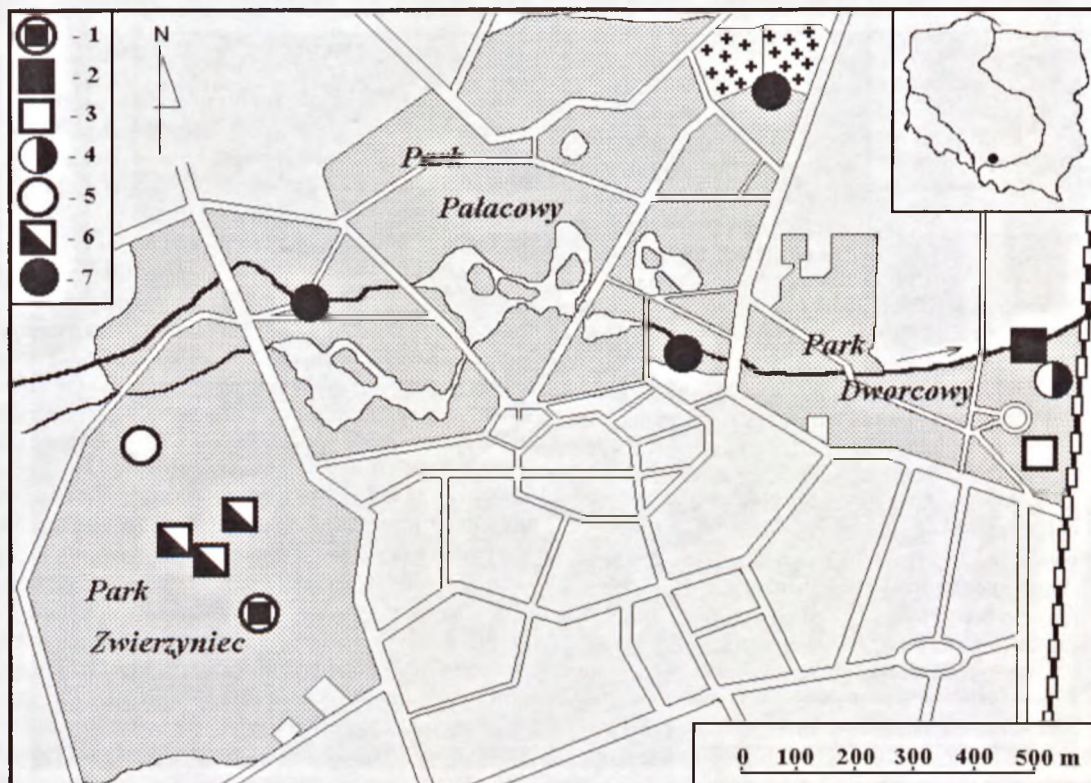 - 1
- 2
- 3
- 4
- 5
- 6
- 7
N
Park
Pałacowy
Park
Dworcowy
Park
Zwierzyniec
0 100 200 300 400 500 m